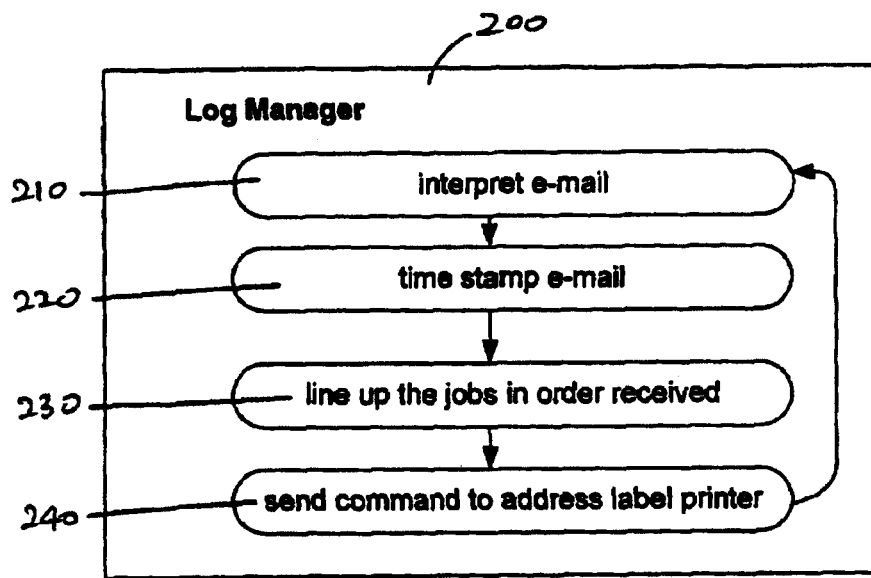 200
Log Manager
210
interpret e-mail
220
time stamp e-mail
230
line up the jobs in order received
240
send command to address label printer